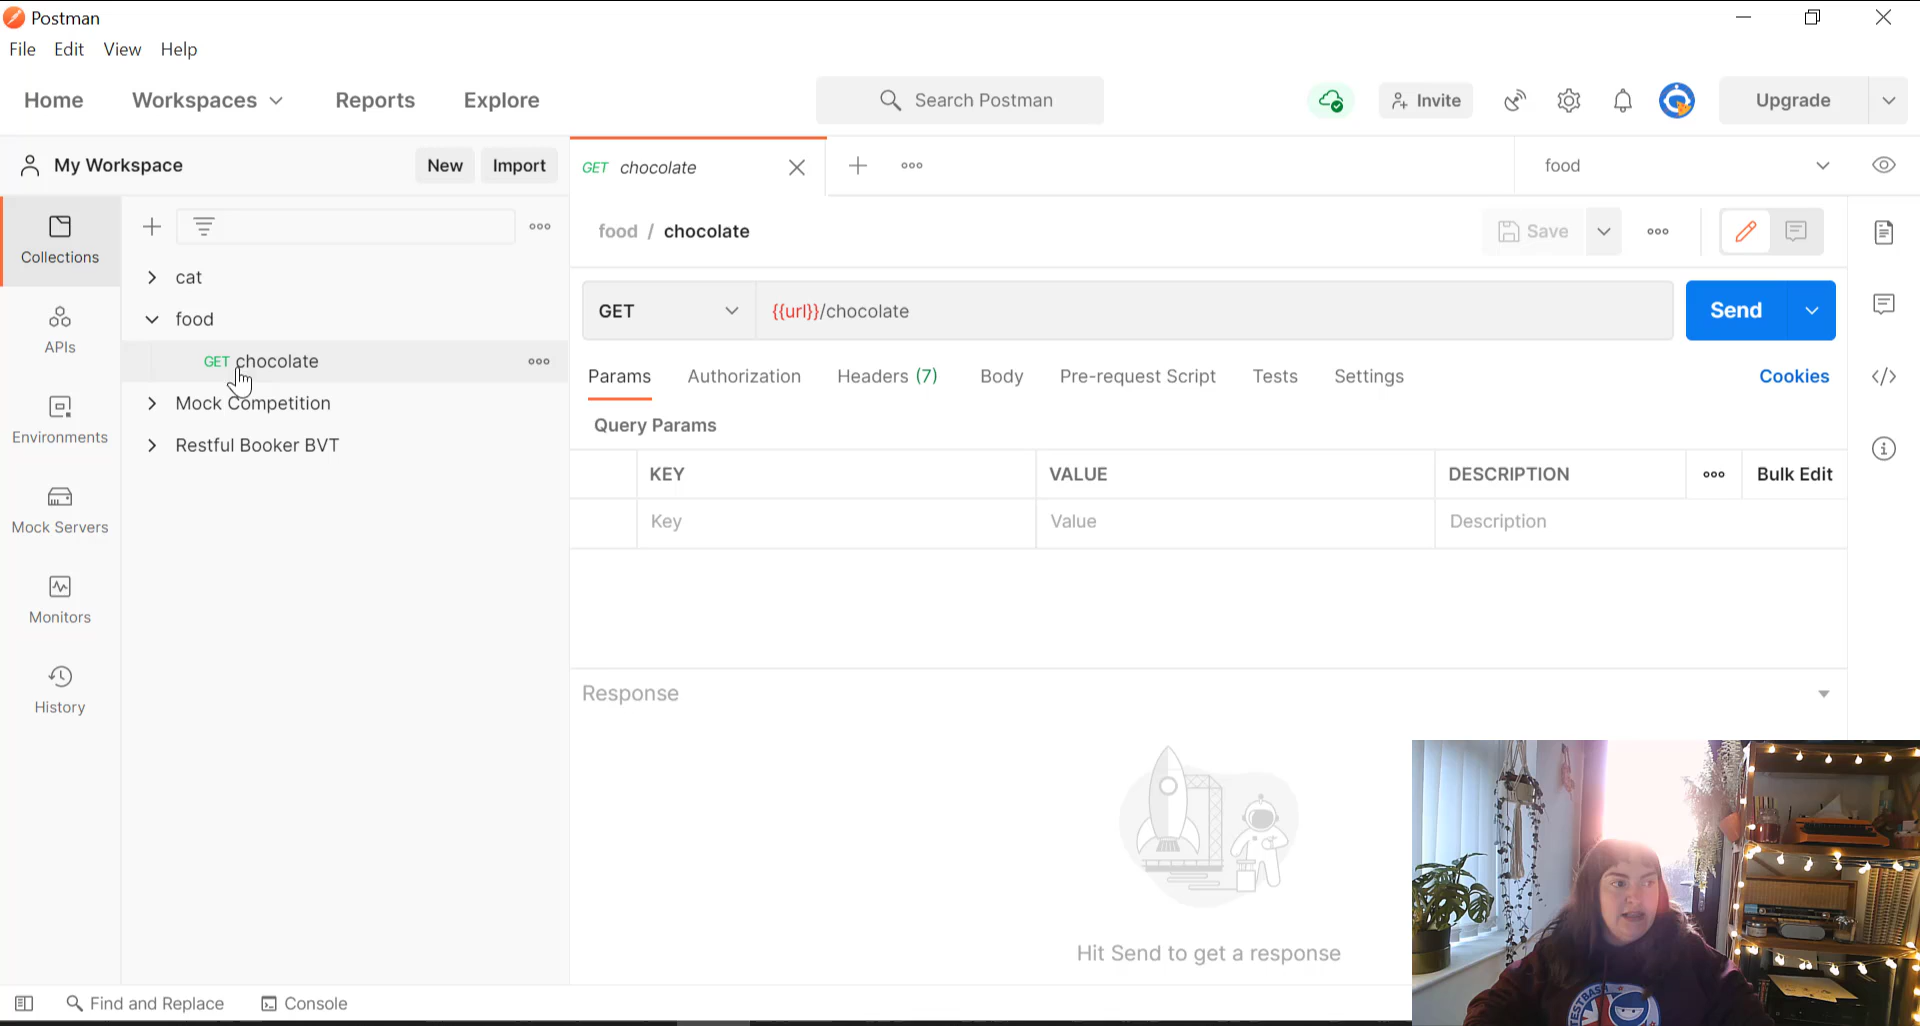 Postman
File Edit View Help
Home Workspaces Reports Explore Search Postman Invite Upgrade
My Workspace New Import GET chocolate food
Collections
cat
food / chocolate Save
food
APIs
GET chocolate
GET {{url}}/chocolate Send
Mock Competition
Params Authorization Headers (7) Body Pre-request Script Tests Settings Cookies
Environments
Restful Booker BVT
Query Params
KEY VALUE DESCRIPTION Bulk Edit
Mock Servers
Key Value Description
Monitors
Response
History
Hit Send to get a response
Find and Replace Console
TESTBASH